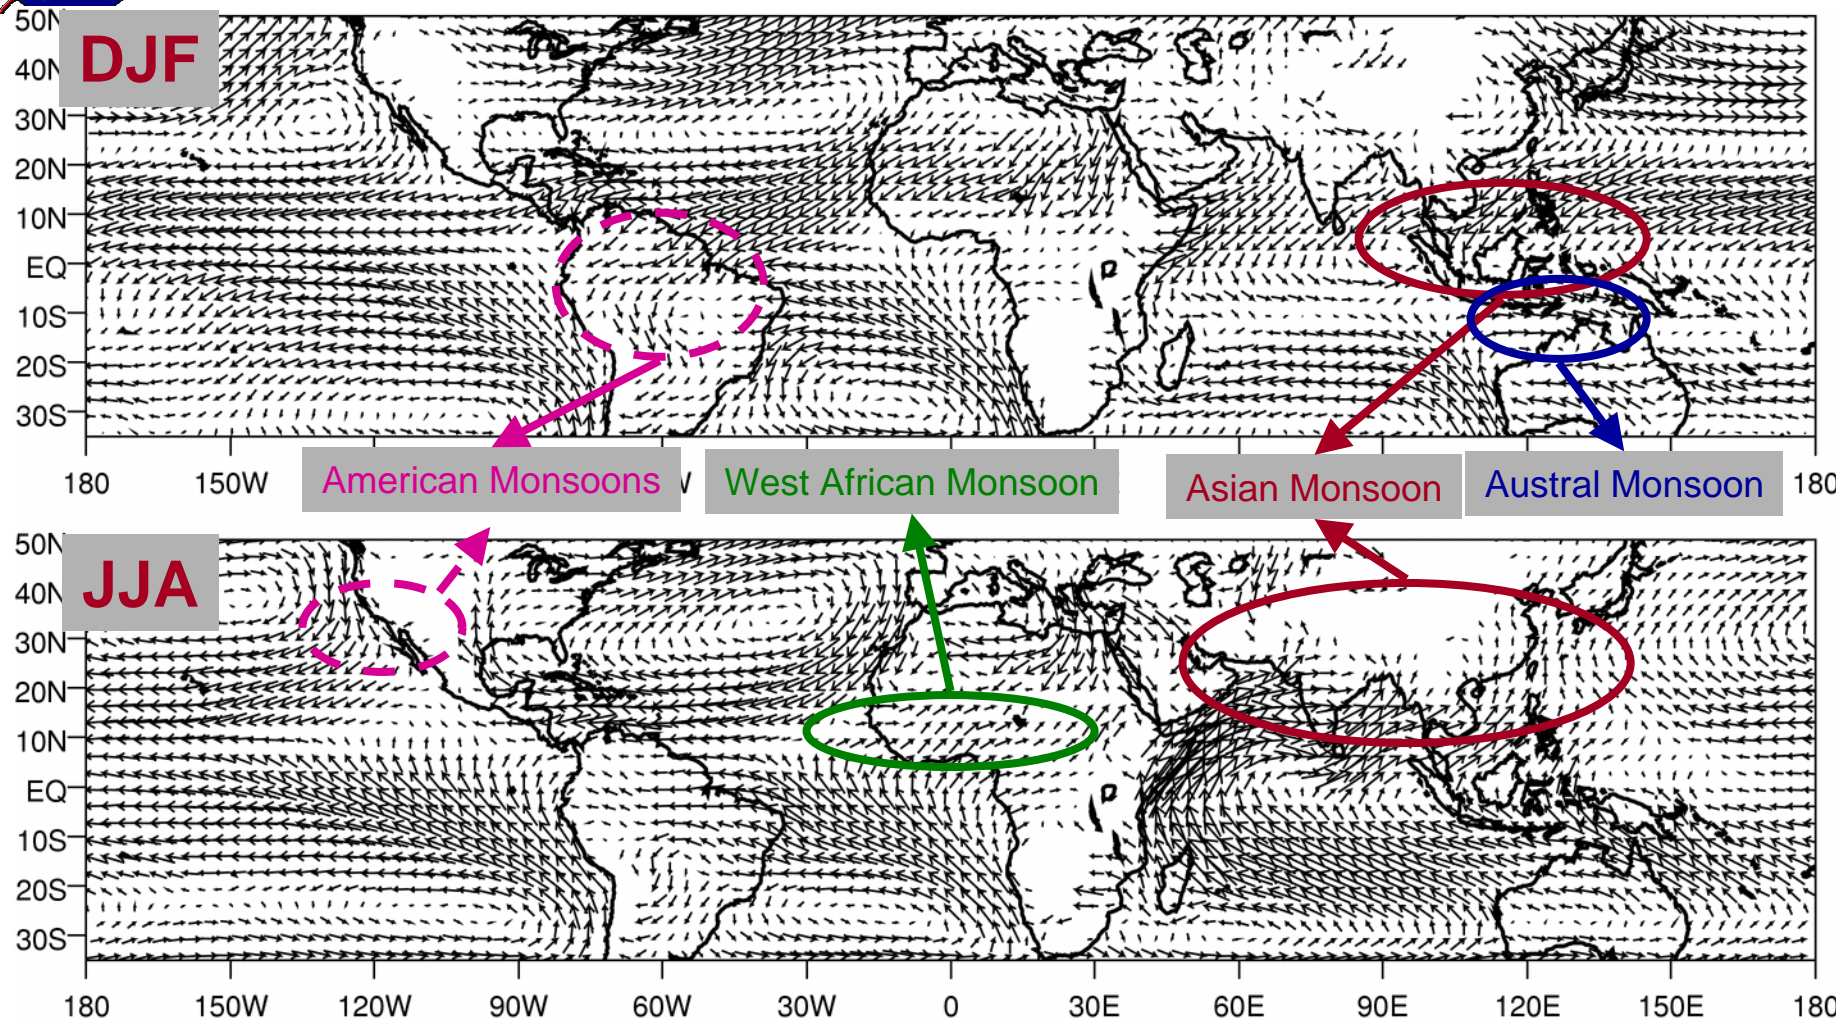 50N
DJF
40N
30N
20N
10N
EQ
10S
20S
30S
180 150W W E 180
American Monsoons
West African Monsoon
Asian Monsoon
Austral Monsoon
50N
JJA
40N
30N
20N
10N
EQ
10S
20S
30S
180 150W 120W 90W 60W 30W 0 30E 60E 90E 120E 150E 180